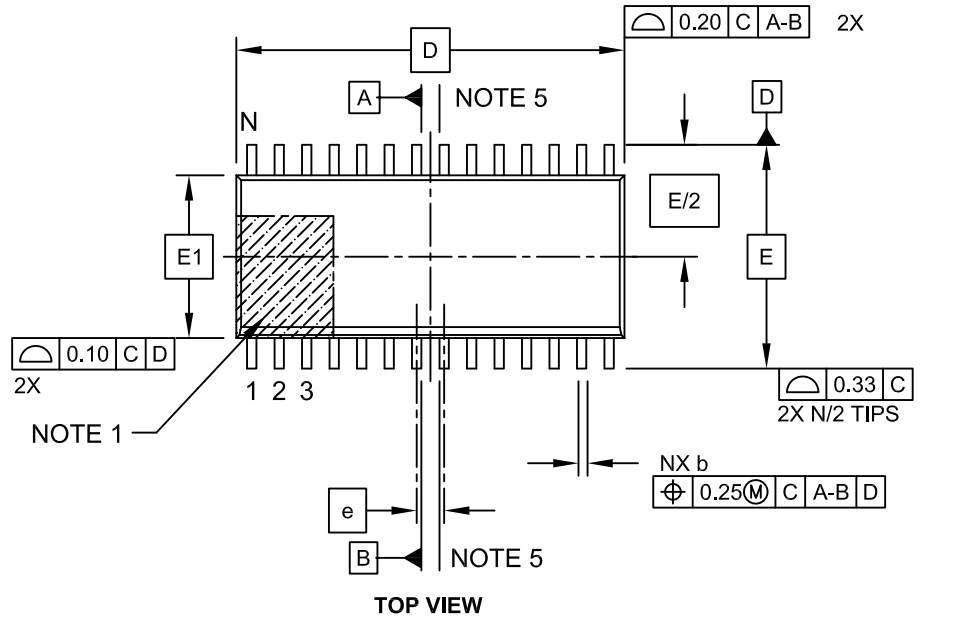 0.20 C A-B 2X
D
A NOTE 5
D
N
E/2
E1
E
0.10 C D
2X
0.33 C
2X N/2 TIPS
1 2 3
NOTE 1
NX b
0.25Ⓜ C A-B D
e
B NOTE 5
TOP VIEW